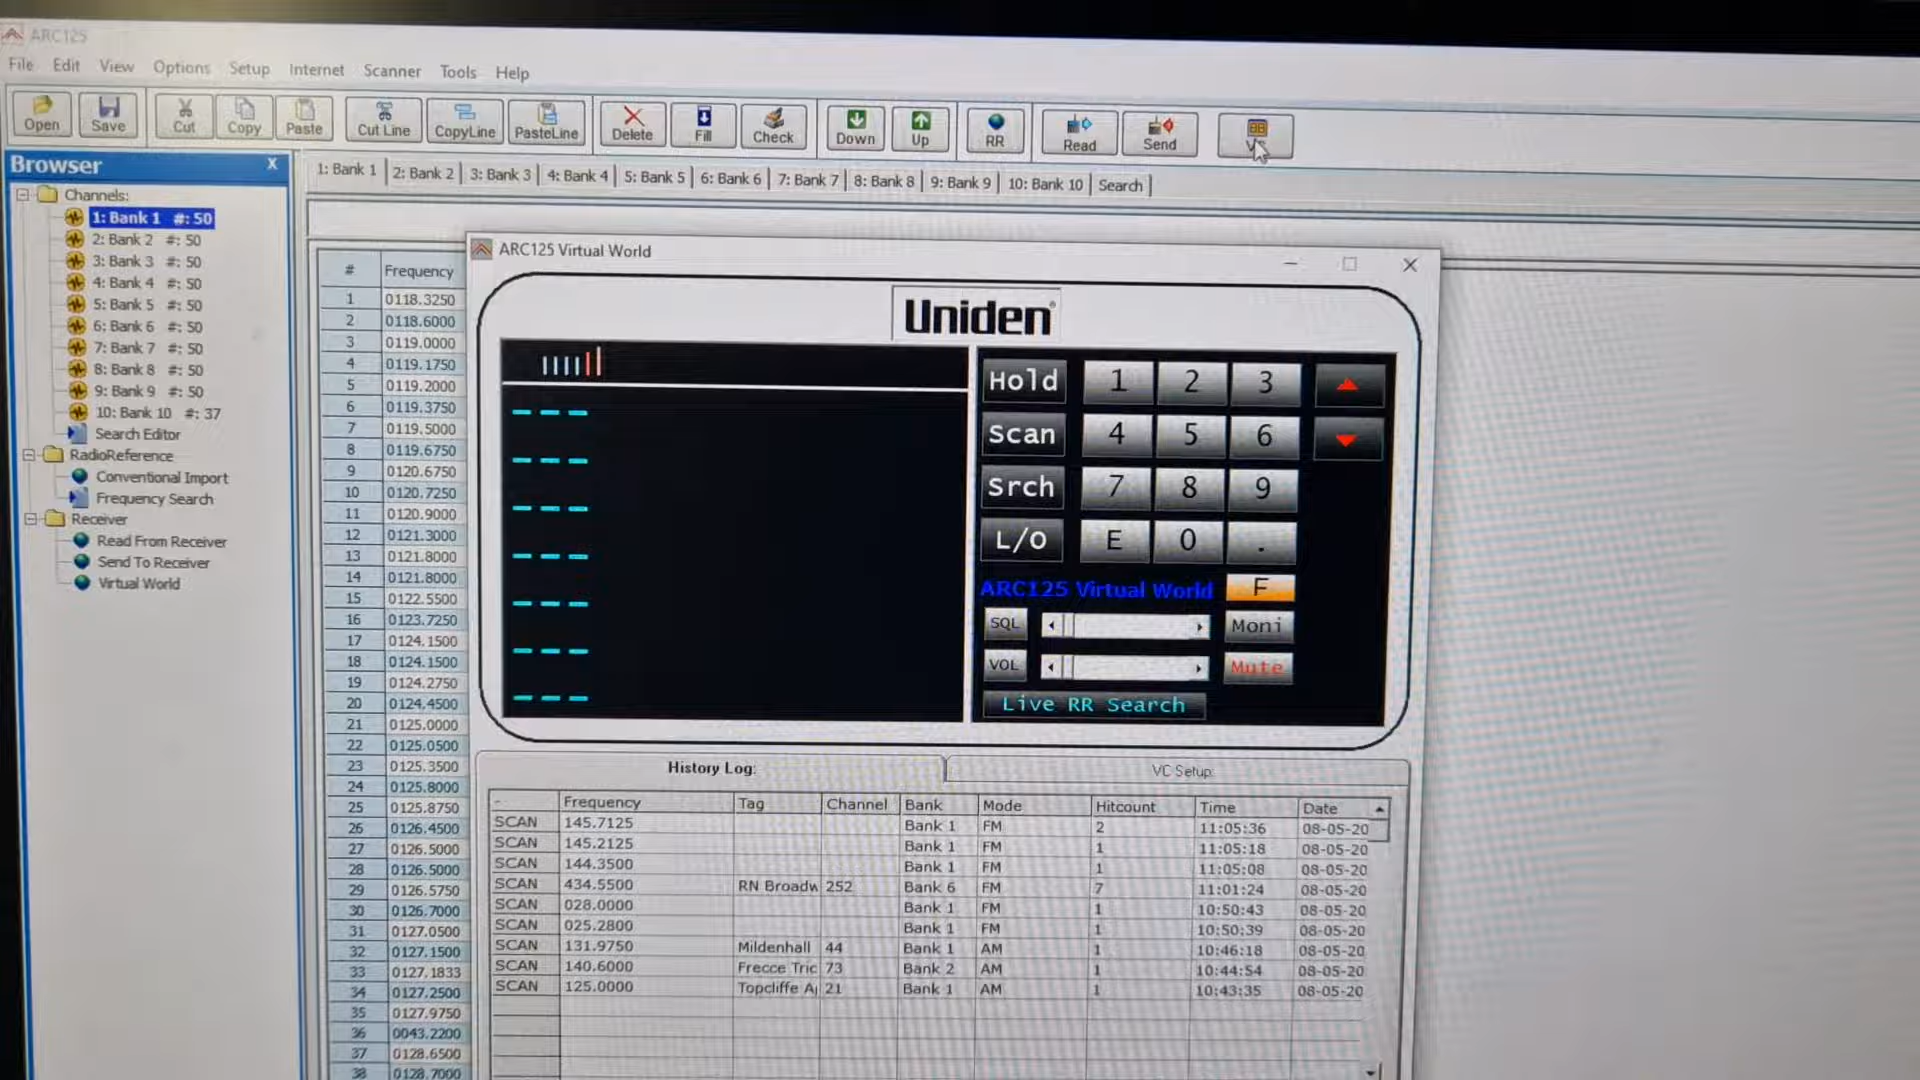 ARC125
File Edit View Options Setup Internet Scanner Tools Help
Open Save Cut Copy Paste Cut Line CopyLine PasteLine Delete Fill Check Down Up RR Read Send
Browser x
1: Bank 1 2: Bank 2 3: Bank 3 4: Bank 4 5: Bank 5 6: Bank 6 7: Bank 7 8: Bank 8 9: Bank 9 10: Bank 10 Search
Channels:
1: Bank 1 #: 50
2: Bank 2 #: 50
3: Bank 3 #: 50
4: Bank 4 #: 50
5: Bank 5 #: 50
6: Bank 6 #: 50
7: Bank 7 #: 50
8: Bank 8 #: 50
9: Bank 9 #: 50
10: Bank 10 #: 37
Search Editor
RadioReference
Conventional Import
Frequency Search
Receiver
Read From Receiver
Send To Receiver
Virtual World
# Frequency
1 0118.3250
2 0118.6000
3 0119.0000
4 0119.1750
5 0119.2000
6 0119.3750
7 0119.5000
8 0119.6750
9 0120.6750
10 0120.7250
11 0120.9000
12 0121.3000
13 0121.8000
14 0121.8000
15 0122.5500
16 0123.7250
17 0124.1500
18 0124.1500
19 0124.2750
20 0124.4500
21 0125.0000
22 0125.0500
23 0125.3500
24 0125.8000
25 0125.8750
26 0126.4500
27 0126.5000
28 0126.5000
29 0126.5750
30 0126.7000
31 0127.0500
32 0127.1500
33 0127.1833
34 0127.2500
35 0127.9750
36 0043.2200
37 0128.6500
38 0128.7000
ARC125 Virtual World
Uniden®
Hold 1 2 3
Scan 4 5 6
Srch 7 8 9
L/O E 0 .
ARC125 Virtual World F
SQL Moni
VOL Mute
Live RR Search
History Log: VC Setup
- Frequency Tag Channel Bank Mode Hitcount Time Date
SCAN 145.7125 Bank 1 FM 2 11:05:36 08-05-20
SCAN 145.2125 Bank 1 FM 1 11:05:18 08-05-20
SCAN 144.3500 Bank 1 FM 1 11:05:08 08-05-20
SCAN 434.5500 RN Broadw 252 Bank 6 FM 7 11:01:24 08-05-20
SCAN 028.0000 Bank 1 FM 1 10:50:43 08-05-20
SCAN 025.2800 Bank 1 FM 1 10:50:39 08-05-20
SCAN 131.9750 Mildenhall 44 Bank 1 AM 1 10:46:18 08-05-20
SCAN 140.6000 Frecce Tric 73 Bank 2 AM 1 10:44:54 08-05-20
SCAN 125.0000 Topcliffe A 21 Bank 1 AM 1 10:43:35 08-05-20